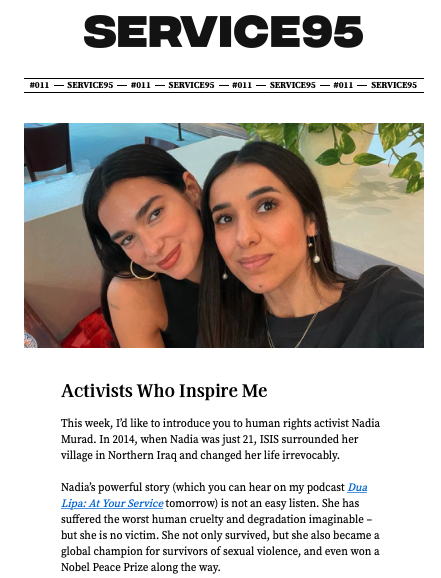 SERVICE95
#011 — SERVICE95 — #011 — SERVICE95 — #011 — SERVICE95 — #011 — SERVICE95
Activists Who Inspire Me
This week, I'd like to introduce you to human rights activist Nadia
Murad. In 2014, when Nadia was just 21, ISIS surrounded her
village in Northern Iraq and changed her life irrevocably.
Nadia's powerful story (which you can hear on my podcast Dua
Lipa: At Your Service tomorrow) is not an easy listen. She has
suffered the worst human cruelty and degradation imaginable –
but she is no victim. She not only survived, but she also became a
global champion for survivors of sexual violence, and even won a
Nobel Peace Prize along the way.